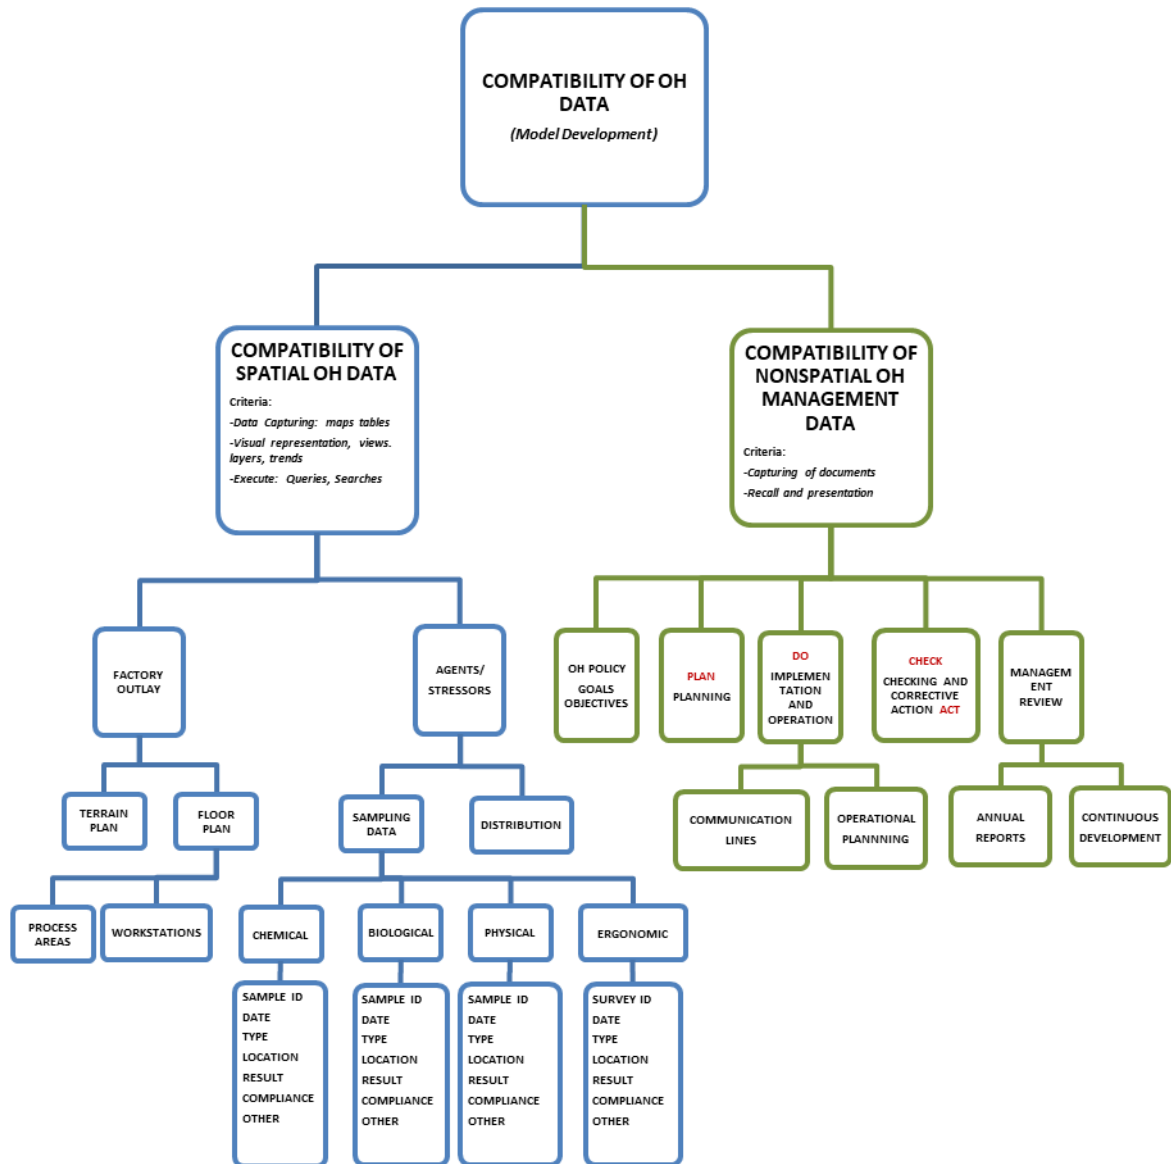 COMPATIBILITY OF OH
DATA
(Model Development)
COMPATIBILITY OF
SPATIAL OH DATA
Criteria:
-Data Capturing: maps tables
-Visual representation, views.
layers, trends
-Execute: Queries, Searches
COMPATIBILITY OF
NONSPATIAL OH
MANAGEMENT
DATA
Criteria:
-Capturing of documents
-Recall and presentation
FACTORY
OUTLAY
AGENTS/
STRESSORS
OH POLICY
GOALS
OBJECTIVES
PLAN
PLANNING
DO
IMPLEMEN
TATION
AND
OPERATION
CHECK
CHECKING AND
CORRECTIVE
ACTION ACT
MANAGEM
ENT
REVIEW
TERRAIN
PLAN
FLOOR
PLAN
SAMPLING
DATA
DISTRIBUTION
COMMUNICATION
LINES
OPERATIONAL
PLANNNING
ANNUAL
REPORTS
CONTINUOUS
DEVELOPMENT
PROCESS
AREAS
WORKSTATIONS
CHEMICAL
BIOLOGICAL
PHYSICAL
ERGONOMIC
SAMPLE ID
DATE
TYPE
LOCATION
RESULT
COMPLIANCE
OTHER
SAMPLE ID
DATE
TYPE
LOCATION
RESULT
COMPLIANCE
OTHER
SAMPLE ID
DATE
TYPE
LOCATION
RESULT
COMPLIANCE
OTHER
SURVEY ID
DATE
TYPE
LOCATION
RESULT
COMPLIANCE
OTHER